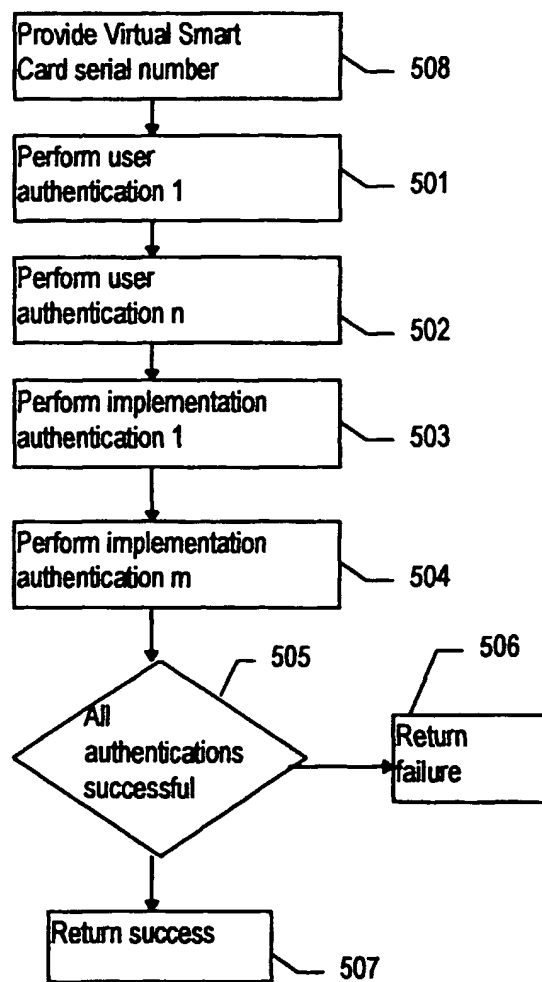 Provide Virtual Smart
Card serial number
508
Perform user
authentication 1
501
Perform user
authentication n
502
Perform implementation
authentication 1
503
Perform implementation
authentication m
504
505
All
authentications
successful
506
Return
failure
Return success
507